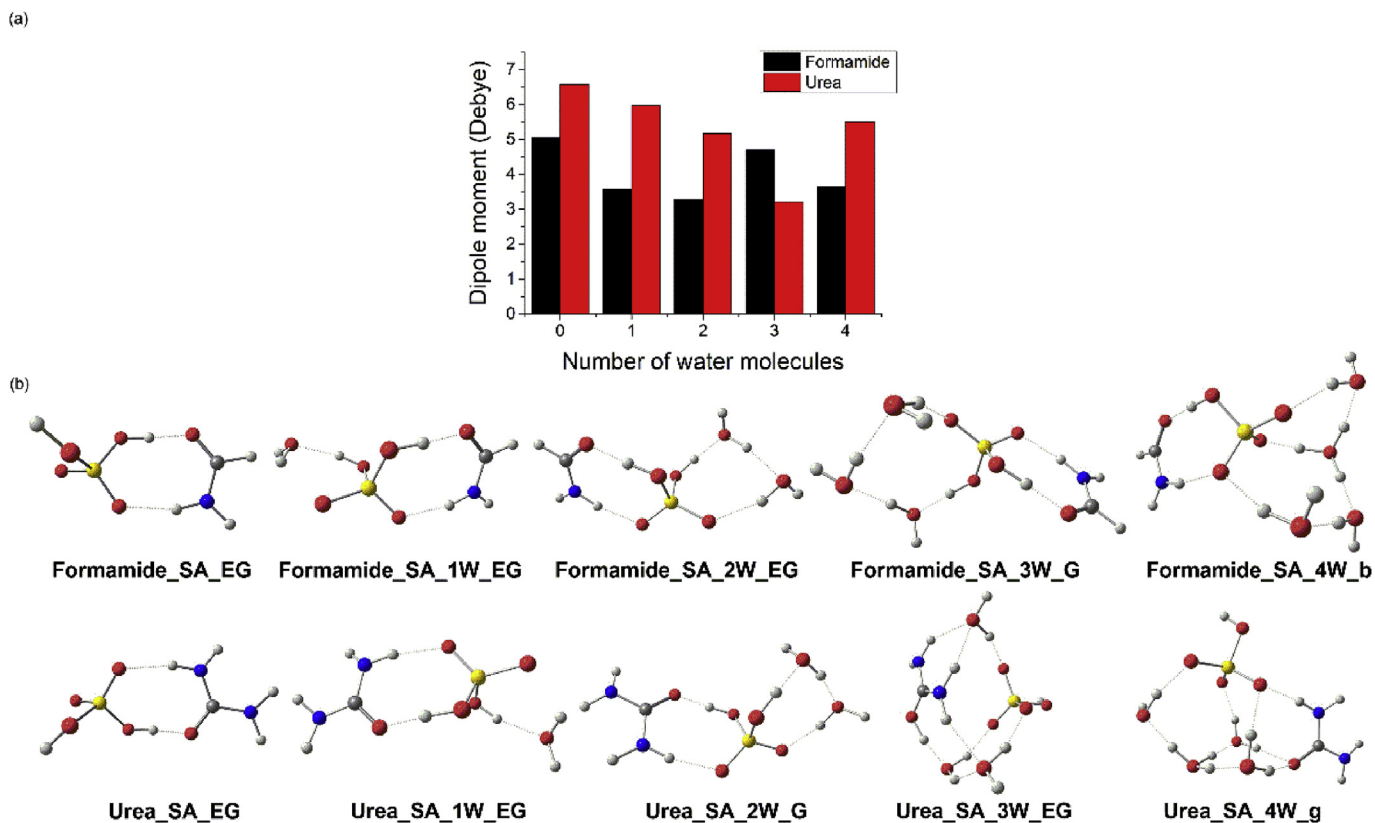 (a)
Formamide
Urea
Dipole moment (Debye)
7
6
5
4
3
2
1
0
0 1 2 3 4
Number of water molecules
(b)
Formamide_SA_EG Formamide_SA_1W_EG Formamide_SA_2W_EG Formamide_SA_3W_G Formamide_SA_4W_b
Urea_SA_EG Urea_SA_1W_EG Urea_SA_2W_G Urea_SA_3W_EG Urea_SA_4W_g